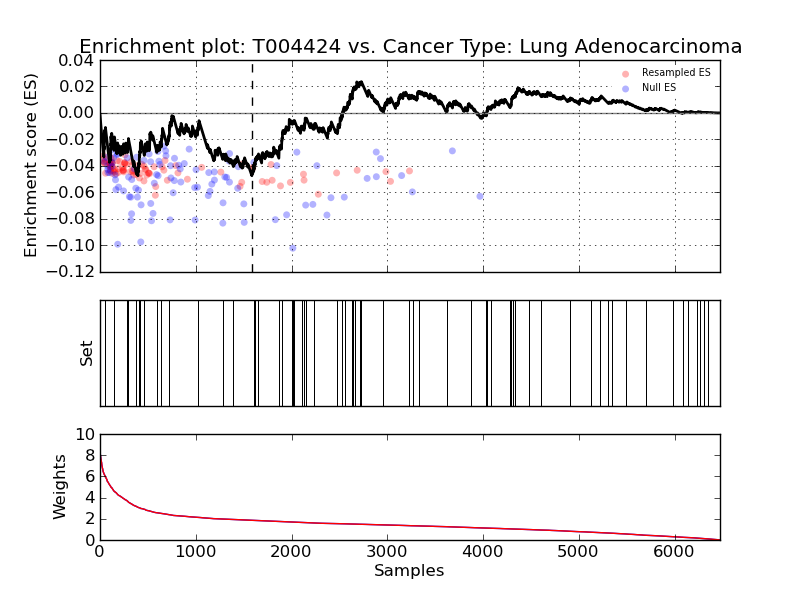 Enrichment plot: T004424 vs. Cancer Type: Lung Adenocarcinoma
Enrichment score (ES)
0.04
0.02
0.00
−0.02
−0.04
−0.06
−0.08
−0.10
−0.12
Resampled ES
Null ES
Set
Weights
10
8
6
4
2
0
0 1000 2000 3000 4000 5000 6000
Samples